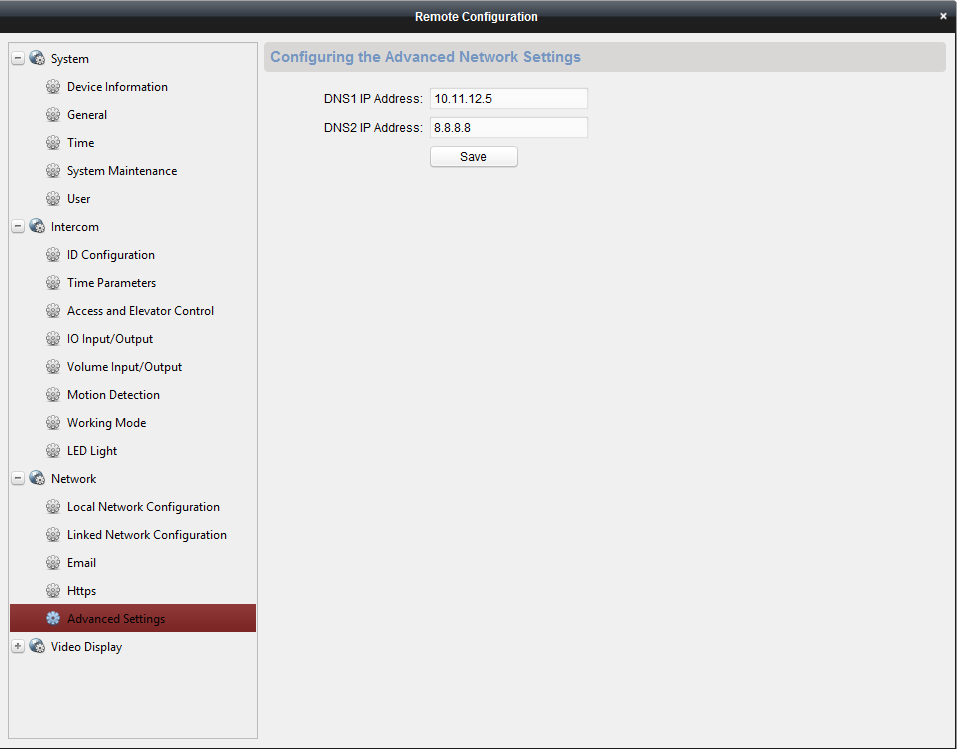 Remote Configuration
×
System
Device Information
General
Time
System Maintenance
User
Intercom
ID Configuration
Time Parameters
Access and Elevator Control
IO Input/Output
Volume Input/Output
Motion Detection
Working Mode
LED Light
Network
Local Network Configuration
Linked Network Configuration
Email
Https
Advanced Settings
Video Display
Configuring the Advanced Network Settings
DNS1 IP Address: 10.11.12.5
DNS2 IP Address: 8.8.8.8
Save